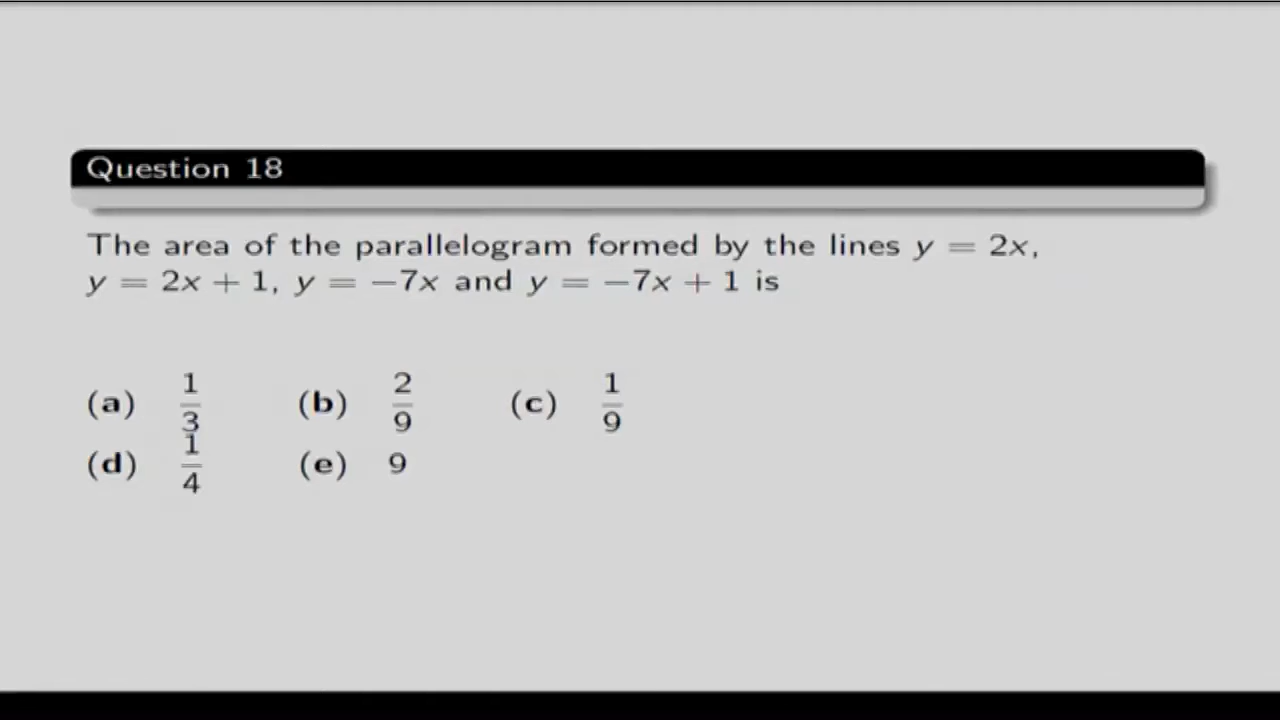 Question 18
The area of the parallelogram formed by the lines y = 2x,
y = 2x + 1, y = −7x and y = −7x + 1 is
(a) 1/3 (b) 2/9 (c) 1/9
(d) 1/4 (e) 9